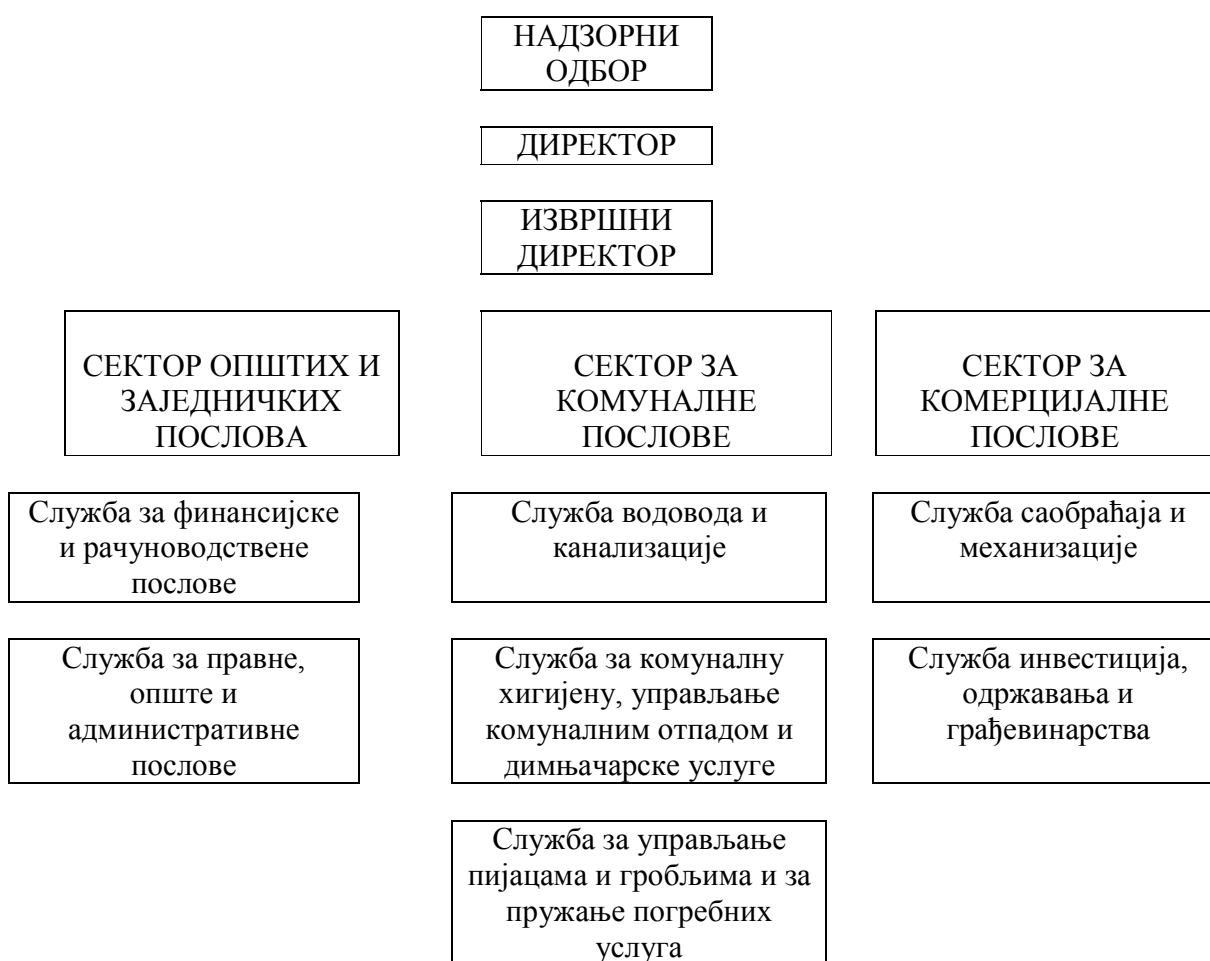 НАДЗОРНИ
ОДБОР
ДИРЕКТОР
ИЗВРШНИ
ДИРЕКТОР
СЕКТОР ОПШТИХ И
ЗАЈЕДНИЧКИХ
ПОСЛОВА
СЕКТОР ЗА
КОМУНАЛНЕ
ПОСЛОВЕ
СЕКТОР ЗА
КОМЕРЦИЈАЛНЕ
ПОСЛОВЕ
Служба за финансијске
и рачуноводствене
послове
Служба водовода и
канализације
Служба саобраћаја и
механизације
Служба за правне,
опште и
административне
послове
Служба за комуналну
хигијену, управљање
комуналним отпадом и
димњачарске услуге
Служба инвестиција,
одржавања и
грађевинарства
Служба за управљање
пијацама и гробљима и за
пружање погребних
услуга